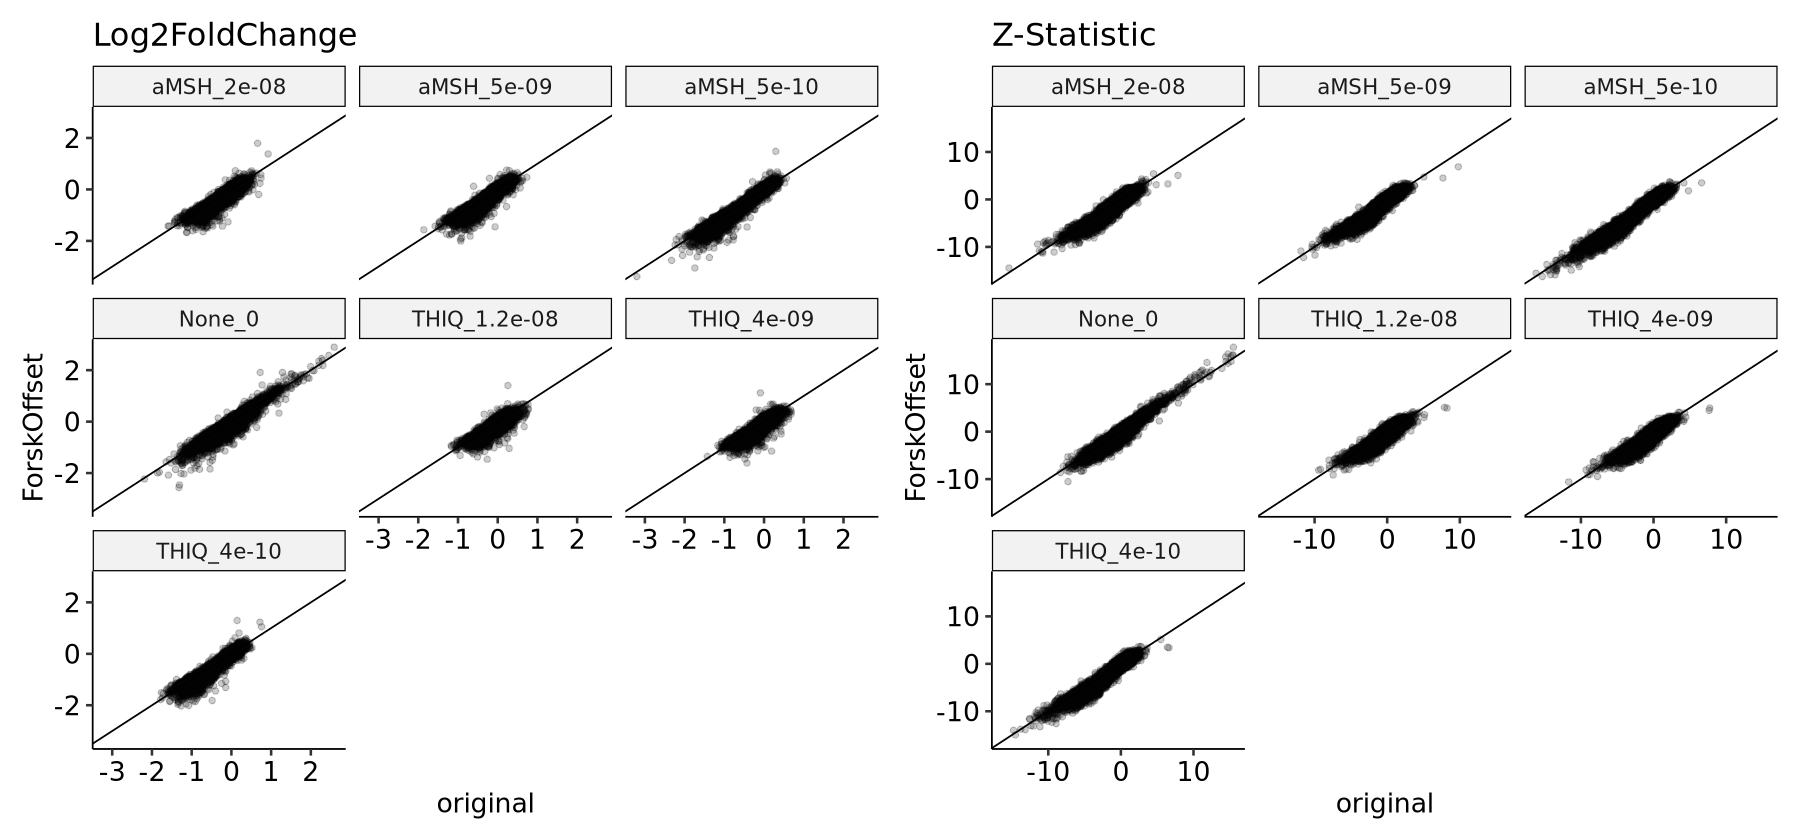 Log2FoldChange
aMSH_2e-08 aMSH_5e-09 aMSH_5e-10
2
0
-2
None_0 THIQ_1.2e-08 THIQ_4e-09
2
0
-2
ForskOffset
-3 -2 -1 0 1 2 -3 -2 -1 0 1 2
THIQ_4e-10
2
0
-2
-3 -2 -1 0 1 2
original
Z-Statistic
aMSH_2e-08 aMSH_5e-09 aMSH_5e-10
10
0
-10
None_0 THIQ_1.2e-08 THIQ_4e-09
10
0
-10
ForskOffset
-10 0 10 -10 0 10
THIQ_4e-10
10
0
-10
-10 0 10
original